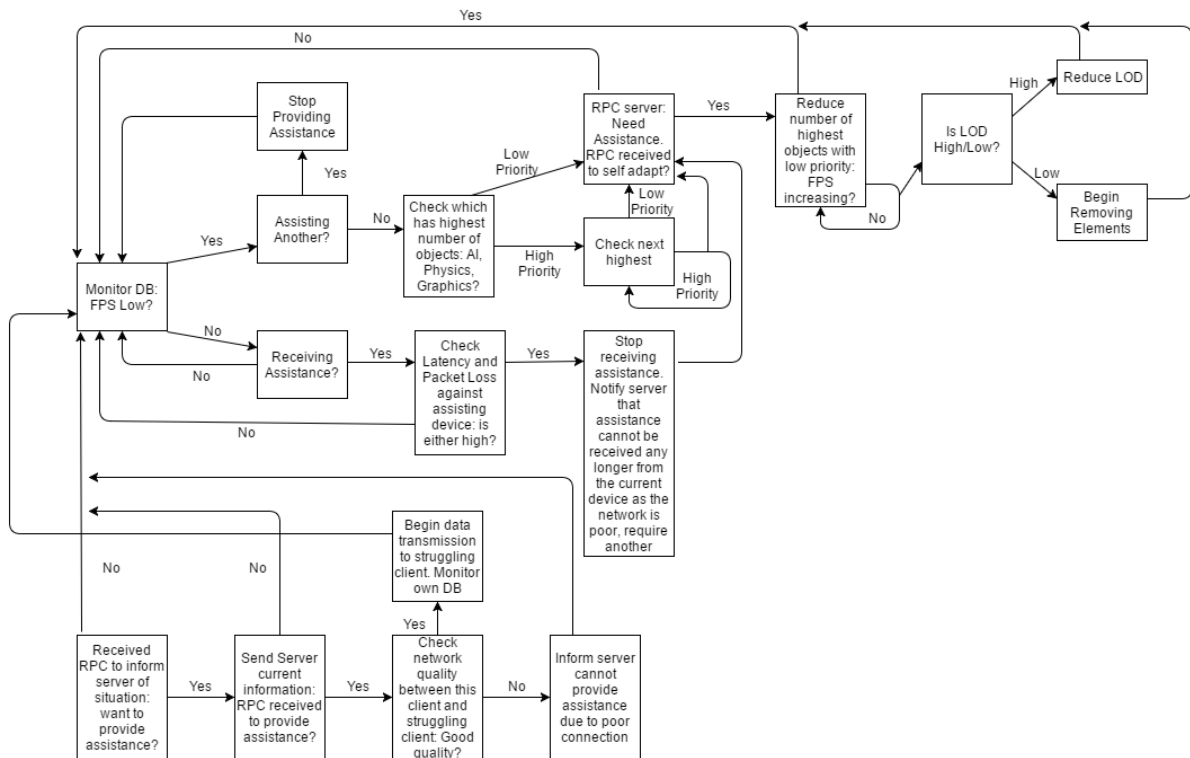 Yes
No
Stop
Providing
Assistance
Yes
Assisting
Another?
Yes
No
Check which
has highest
number of
objects: AI,
Physics,
Graphics?
Low
Priority
High
Priority
RPC server:
Need
Assistance.
RPC received
to self adapt?
Yes
Low
Priority
Check next
highest
High
Priority
Reduce
number of
highest
objects with
low priority:
FPS
increasing?
No
Is LOD
High/Low?
High
Reduce LOD
Low
Begin
Removing
Elements
Monitor DB:
FPS Low?
No
Receiving
Assistance?
No
Yes
Check
Latency and
Packet Loss
against
assisting
device: is
either high?
No
Yes
Stop
receiving
assistance.
Notify server
that
assistance
cannot be
received any
longer from
the current
device as the
network is
poor, require
another
Begin data
transmission
to struggling
client. Monitor
own DB
No
No
Yes
Received
RPC to inform
server of
situation:
want to
provide
assistance?
Yes
Send Server
current
information:
RPC received
to provide
assistance?
Yes
Check
network
quality
between this
client and
struggling
client: Good
quality?
No
Inform server
cannot
provide
assistance
due to poor
connection